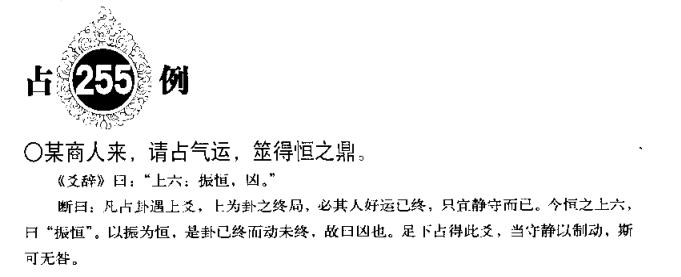 占255例
○某商人来，请占气运，筮得恒之鼎。
《爻辞》曰：“上六：振恒，凶。”
断曰：凡占卦遇上爻，上为卦之终局，必其人好运已终，只宜静守而已。今恒之上六，
曰“振恒”。以振为恒，是卦已终而动未终，故曰凶也。足下占得此爻，当守静以制动，斯
可无咎。